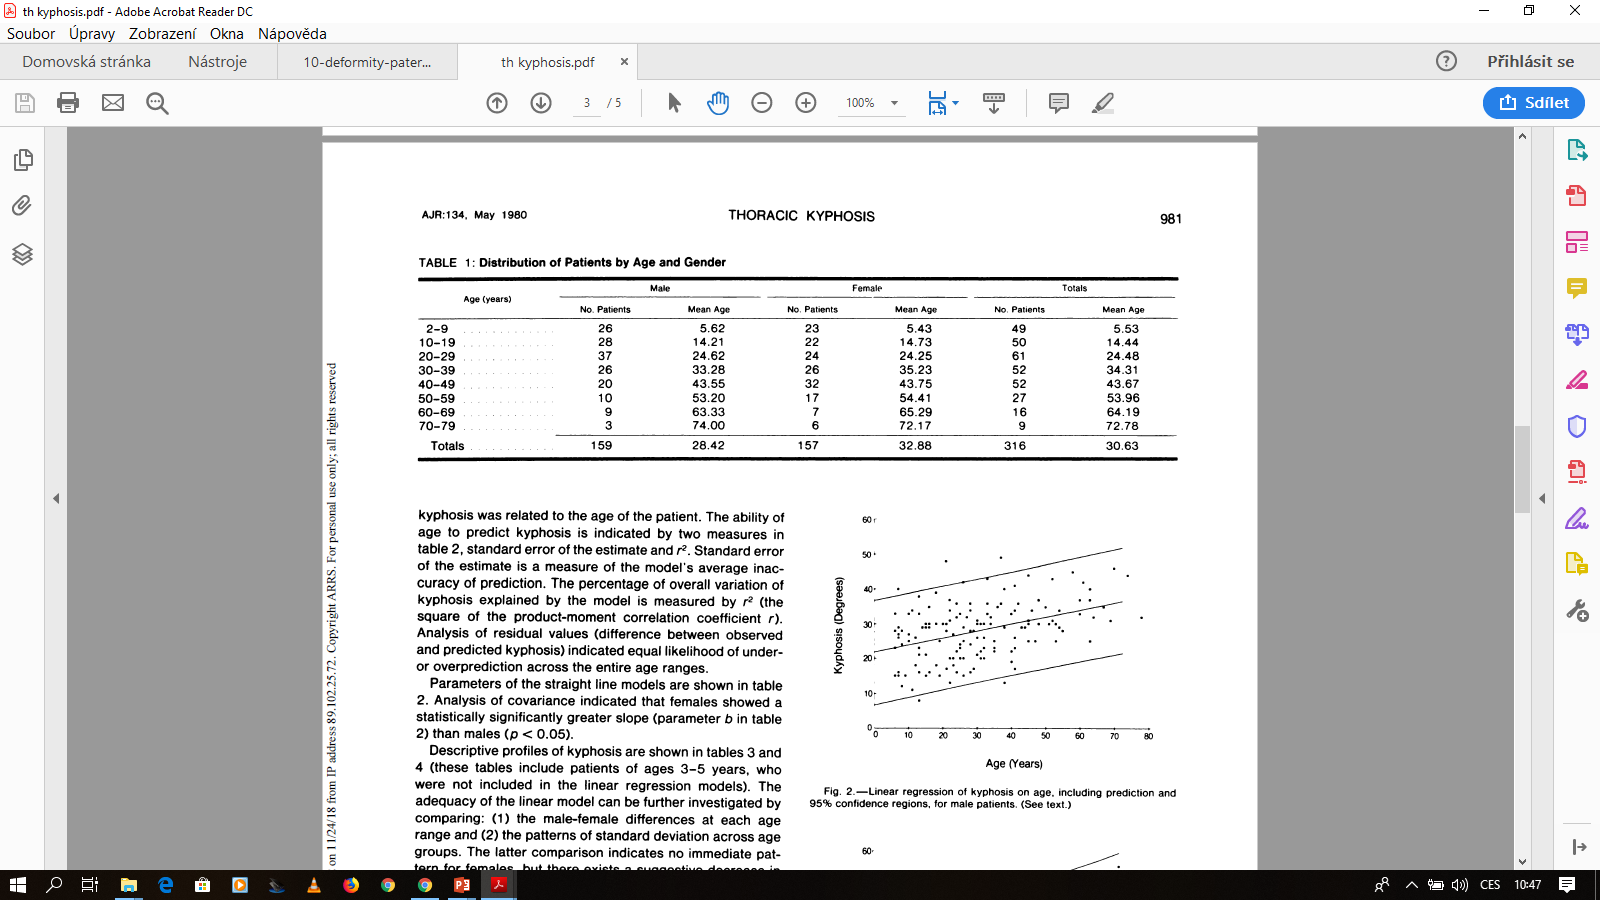 th kyphosis.pdf - Adobe Acrobat Reader DC
Soubor Úpravy Zobrazení Okna Nápověda
Domovská stránka Nástroje 10-deformity-pater... th kyphosis.pdf × ? Přihlásit se
3 / 5 100% Sdílet
AJR:134, May 1980 THORACIC KYPHOSIS 981
TABLE 1: Distribution of Patients by Age and Gender
Age (years) Male Female Totals
No. Patients Mean Age No. Patients Mean Age No. Patients Mean Age
2–9 . . . . . . . . . . . . . 26 5.62 23 5.43 49 5.53
10–19 . . . . . . . . . . . . . 28 14.21 22 14.73 50 14.44
20–29 . . . . . . . . . . . . . 37 24.62 24 24.25 61 24.48
30–39 . . . . . . . . . . . . . 26 33.28 26 35.23 52 34.31
40–49 . . . . . . . . . . . . . 20 43.55 32 43.75 52 43.67
50–59 . . . . . . . . . . . . . 10 53.20 17 54.41 27 53.96
60–69 . . . . . . . . . . . . . 9 63.33 7 65.29 16 64.19
70–79 . . . . . . . . . . . . . 3 74.00 6 72.17 9 72.78
Totals . . . . . . . . . . . . 159 28.42 157 32.88 316 30.63
on 11/24/18 from IP address 89.102.25.72. Copyright ARRS. For personal use only; all rights reserved
kyphosis was related to the age of the patient. The ability of
age to predict kyphosis is indicated by two measures in
table 2, standard error of the estimate and r². Standard error
of the estimate is a measure of the model's average inac-
curacy of prediction. The percentage of overall variation of
kyphosis explained by the model is measured by r² (the
square of the product-moment correlation coefficient r).
Analysis of residual values (difference between observed
and predicted kyphosis) indicated equal likelihood of under-
or overprediction across the entire age ranges.
Parameters of the straight line models are shown in table
2. Analysis of covariance indicated that females showed a
statistically significantly greater slope (parameter b in table
2) than males (p < 0.05).
Descriptive profiles of kyphosis are shown in tables 3 and
4 (these tables include patients of ages 3–5 years, who
were not included in the linear regression models). The
adequacy of the linear model can be further investigated by
comparing: (1) the male-female differences at each age
range and (2) the patterns of standard deviation across age
groups. The latter comparison indicates no immediate pat-
tern for females, but there exists a suggestive decrease in
Kyphosis (Degrees)
60
50
40
30
20
10
0
0 10 20 30 40 50 60 70 80
Age (Years)
Fig. 2.—Linear regression of kyphosis on age, including prediction and
95% confidence regions, for male patients. (See text.)
60
CES 10:47